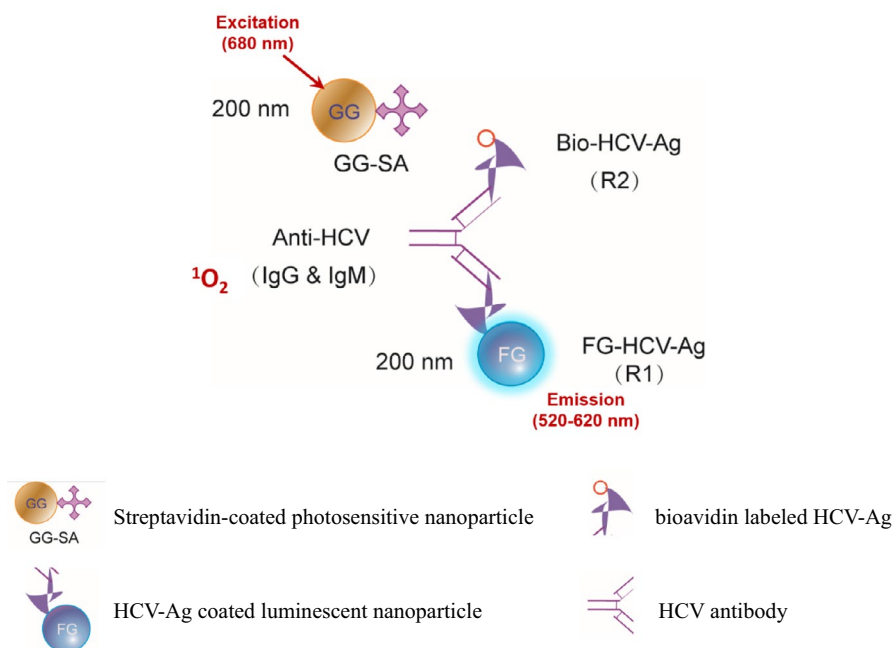 Excitation
(680 nm)
200 nm
GG
GG-SA
Bio-HCV-Ag
(R2)
Anti-HCV
(IgG & IgM)
¹O₂
200 nm
FG
FG-HCV-Ag
(R1)
Emission
(520-620 nm)
GG
GG-SA
Streptavidin-coated photosensitive nanoparticle
bioavidin labeled HCV-Ag
FG
HCV-Ag coated luminescent nanoparticle
HCV antibody